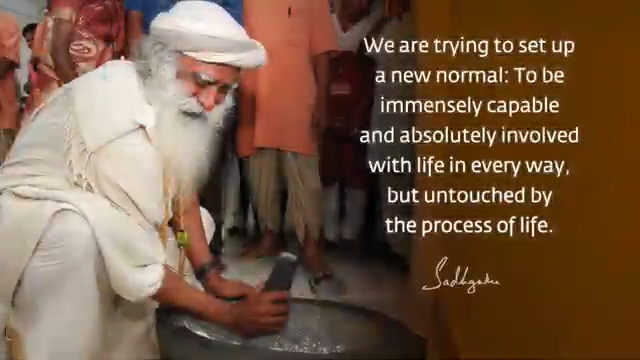 We are trying to set up
a new normal: To be
immensely capable
and absolutely involved
with life in every way,
but untouched by
the process of life.
Sadhguru